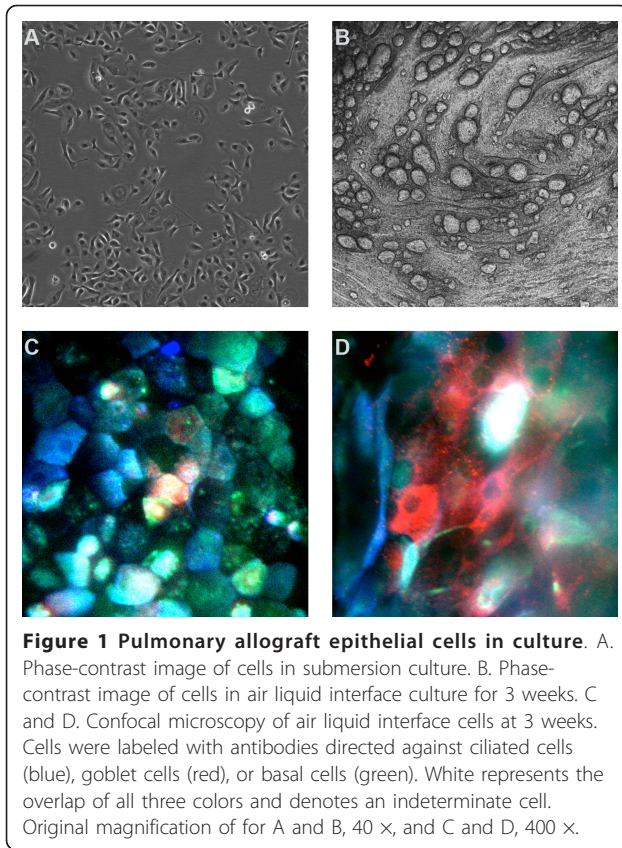 A
B
C
D
Figure 1 Pulmonary allograft epithelial cells in culture. A.
Phase-contrast image of cells in submersion culture. B. Phase-
contrast image of cells in air liquid interface culture for 3 weeks. C
and D. Confocal microscopy of air liquid interface cells at 3 weeks.
Cells were labeled with antibodies directed against ciliated cells
(blue), goblet cells (red), or basal cells (green). White represents the
overlap of all three colors and denotes an indeterminate cell.
Original magnification of for A and B, 40 ×, and C and D, 400 ×.